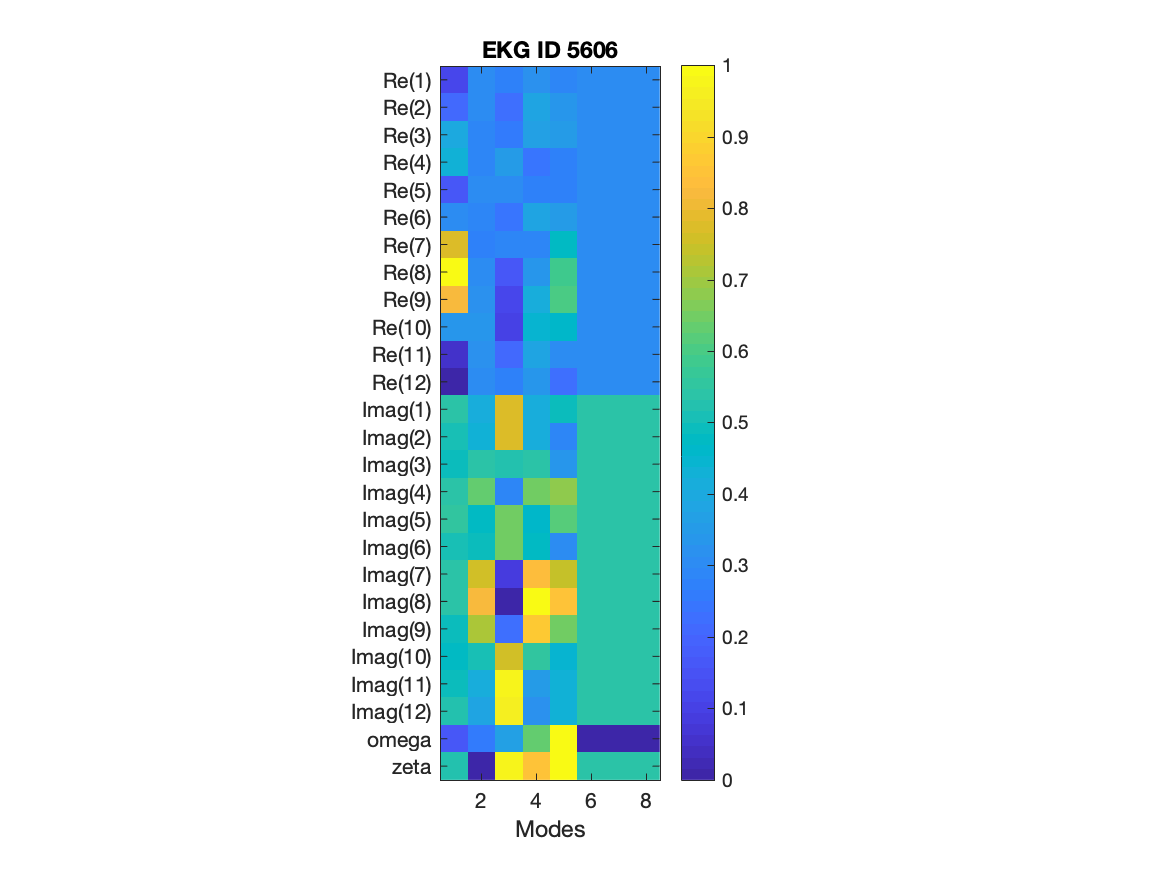 EKG ID 5606
Re(1)
Re(2)
Re(3)
Re(4)
Re(5)
Re(6)
Re(7)
Re(8)
Re(9)
Re(10)
Re(11)
Re(12)
Imag(1)
Imag(2)
Imag(3)
Imag(4)
Imag(5)
Imag(6)
Imag(7)
Imag(8)
Imag(9)
Imag(10)
Imag(11)
Imag(12)
omega
zeta
2 4 6 8
Modes
1
0.9
0.8
0.7
0.6
0.5
0.4
0.3
0.2
0.1
0